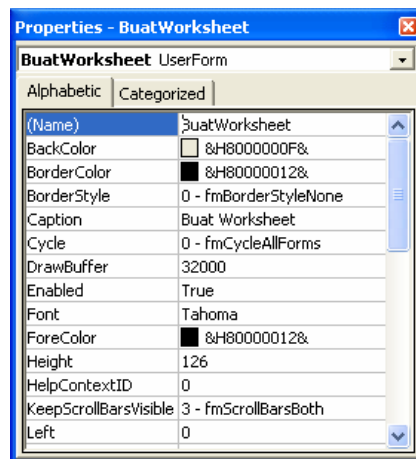 Properties - BuatWorksheet
BuatWorksheet UserForm
Alphabetic Categorized
(Name) BuatWorksheet
BackColor &H8000000F&
BorderColor &H80000012&
BorderStyle 0 - fmBorderStyleNone
Caption Buat Worksheet
Cycle 0 - fmCycleAllForms
DrawBuffer 32000
Enabled True
Font Tahoma
ForeColor &H80000012&
Height 126
HelpContextID 0
KeepScrollBarsVisible 3 - fmScrollBarsBoth
Left 0